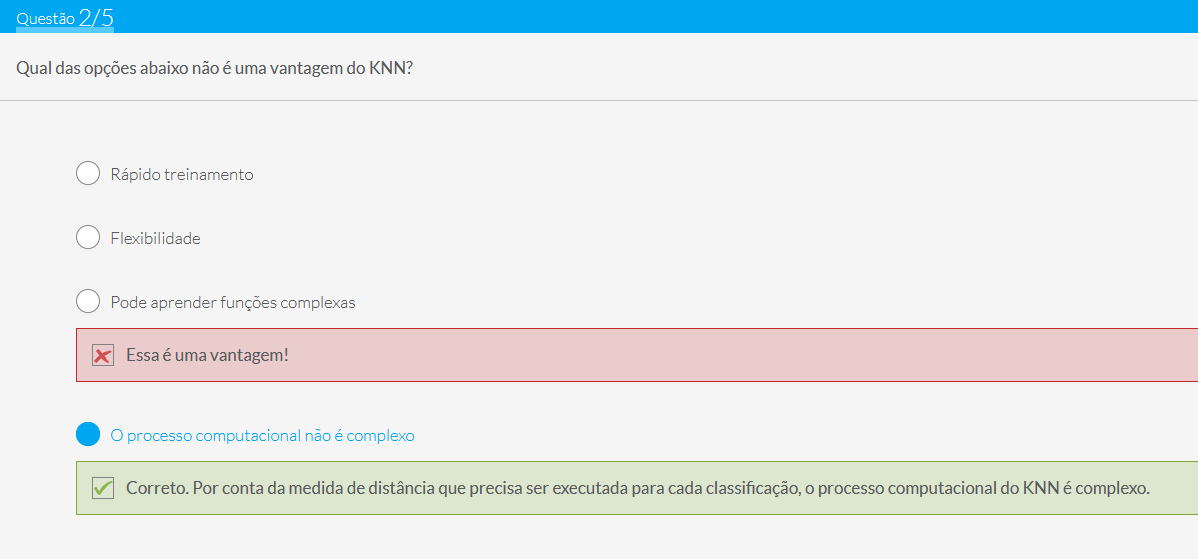 Questão 2/5
Qual das opções abaixo não é uma vantagem do KNN?
Rápido treinamento
Flexibilidade
Pode aprender funções complexas
Essa é uma vantagem!
O processo computacional não é complexo
Correto. Por conta da medida de distância que precisa ser executada para cada classificação, o processo computacional do KNN é complexo.